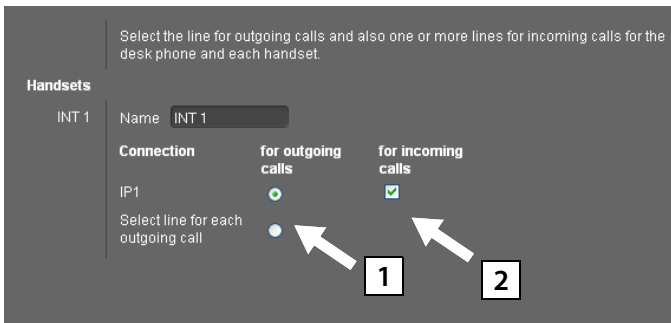 Select the line for outgoing calls and also one or more lines for incoming calls for the
desk phone and each handset.
Handsets
INT 1 Name INT 1
Connection for outgoing calls for incoming calls
IP1
Select line for each
outgoing call
1
2